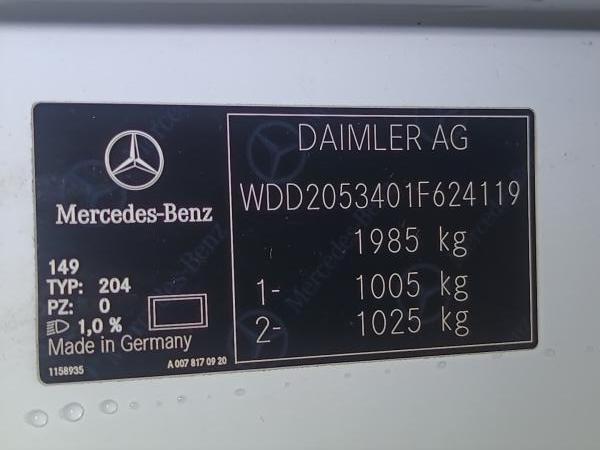 Mercedes-Benz
149
TYP: 204
PZ: 0
1,0 %
Made in Germany
1158935
A 007 817 09 20
DAIMLER AG
WDD2053401F624119
1985 kg
1- 1005 kg
2- 1025 kg